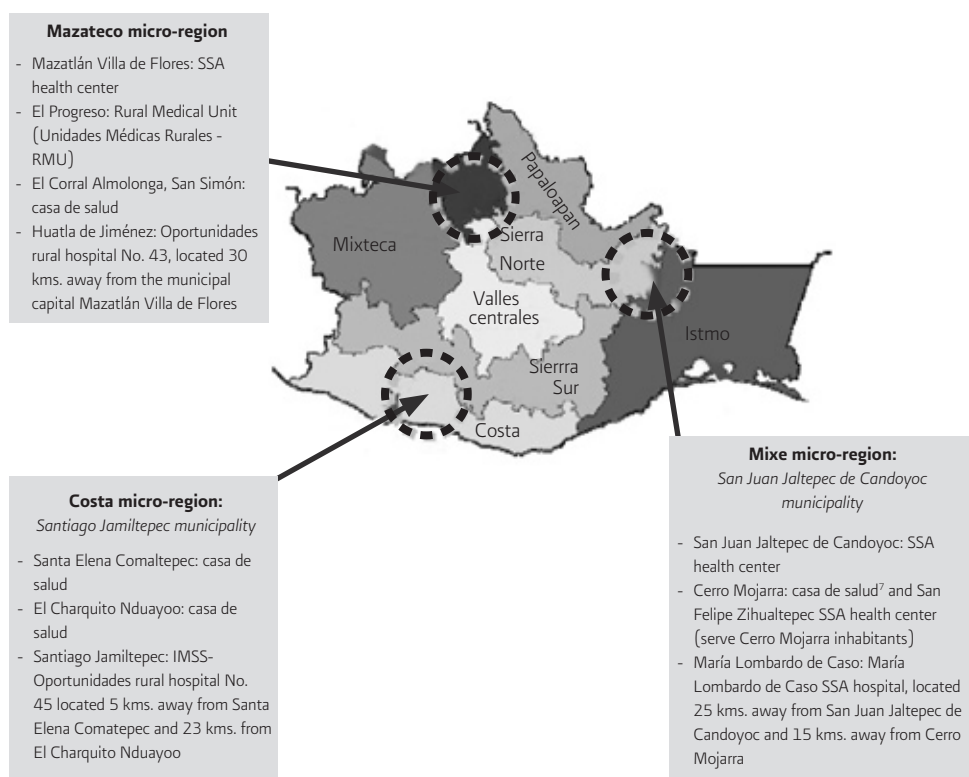 Mazateco micro-region
- Mazatlán Villa de Flores: SSA
health center
- El Progreso: Rural Medical Unit
(Unidades Médicas Rurales -
RMU)
- El Corral Almolonga, San Simón:
casa de salud
- Huatla de Jiménez: Oportunidades
rural hospital No. 43, located 30
kms. away from the municipal
capital Mazatlán Villa de Flores
Papaloapan
Mixteca
Sierra
Norte
Valles
centrales
Istmo
Sierrra
Sur
Costa
Costa micro-region:
Santiago Jamiltepec municipality
- Santa Elena Comaltepec: casa de
salud
- El Charquito Nduayoo: casa de
salud
- Santiago Jamiltepec: IMSS-
Oportunidades rural hospital No.
45 located 5 kms. away from Santa
Elena Comatepec and 23 kms. from
El Charquito Nduayoo
Mixe micro-region:
San Juan Jaltepec de Candoyoc
municipality
- San Juan Jaltepec de Candoyoc: SSA
health center
- Cerro Mojarra: casa de salud⁷ and San
Felipe Zihualtepec SSA health center
(serve Cerro Mojarra inhabitants)
- María Lombardo de Caso: María
Lombardo de Caso SSA hospital, located
25 kms. away from San Juan Jaltepec de
Candoyoc and 15 kms. away from Cerro
Mojarra